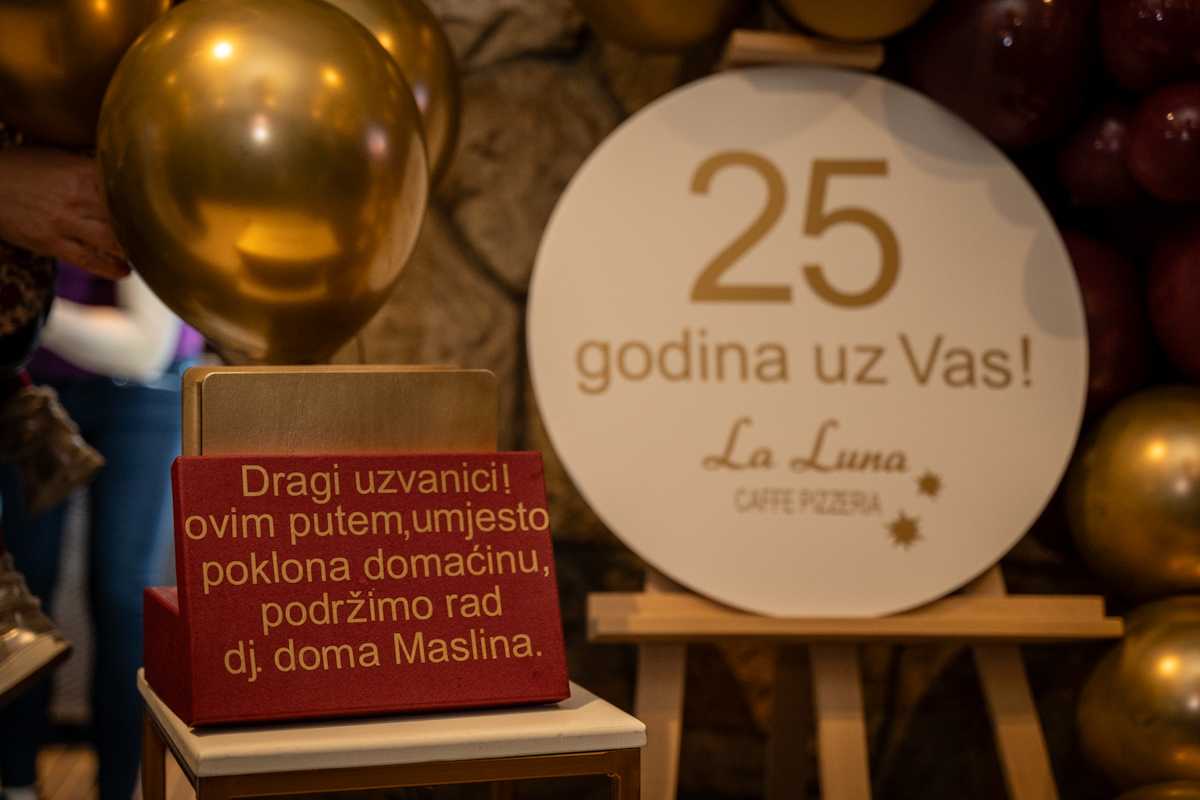 Dragi uzvanici!
ovim putem,umjesto
poklona domaćinu,
podržimo rad
dj. doma Maslina.
25
godina uz Vas!
La Luna
CAFFE PIZZERIA